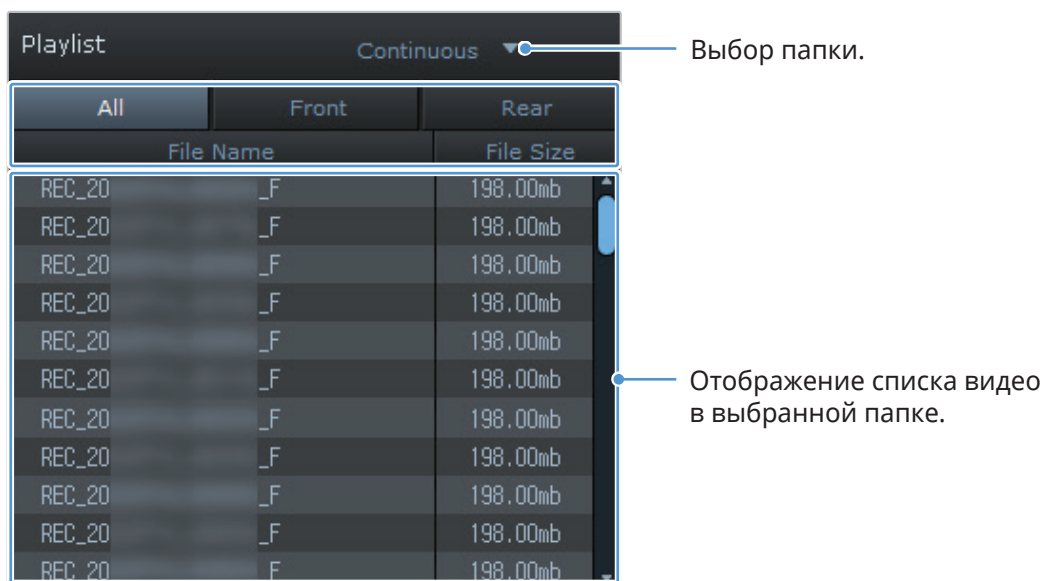 Playlist Continuous
Выбор папки.
All Front Rear
File Name File Size
REC_20 _F 198.00mb
REC_20 _F 198.00mb
REC_20 _F 198.00mb
REC_20 _F 198.00mb
REC_20 _F 198.00mb
REC_20 _F 198.00mb
Отображение списка видео
в выбранной папке.
REC_20 _F 198.00mb
REC_20 _F 198.00mb
REC_20 _F 198.00mb
REC_20 _F 198.00mb
REC_20 _F 198.00mb